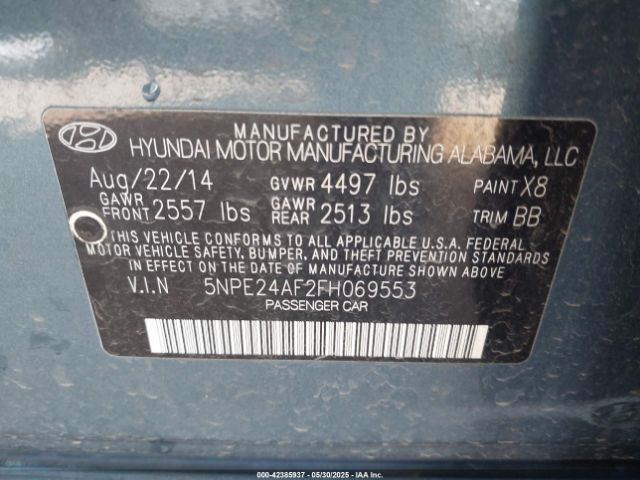 MANUFACTURED BY
HYUNDAI MOTOR MANUFACTURING ALABAMA, LLC
Aug/22/14 GVWR 4497 lbs PAINT X8
GAWR FRONT 2557 lbs GAWR REAR 2513 lbs TRIM BB
THIS VEHICLE CONFORMS TO ALL APPLICABLE U.S.A. FEDERAL
MOTOR VEHICLE SAFETY, BUMPER, AND THEFT PREVENTION STANDARDS
IN EFFECT ON THE DATE OF MANUFACTURE SHOWN ABOVE.
V.I.N 5NPE24AF2FH069553
PASSENGER CAR
000-42385937 - 05/30/2025 - IAA Inc.